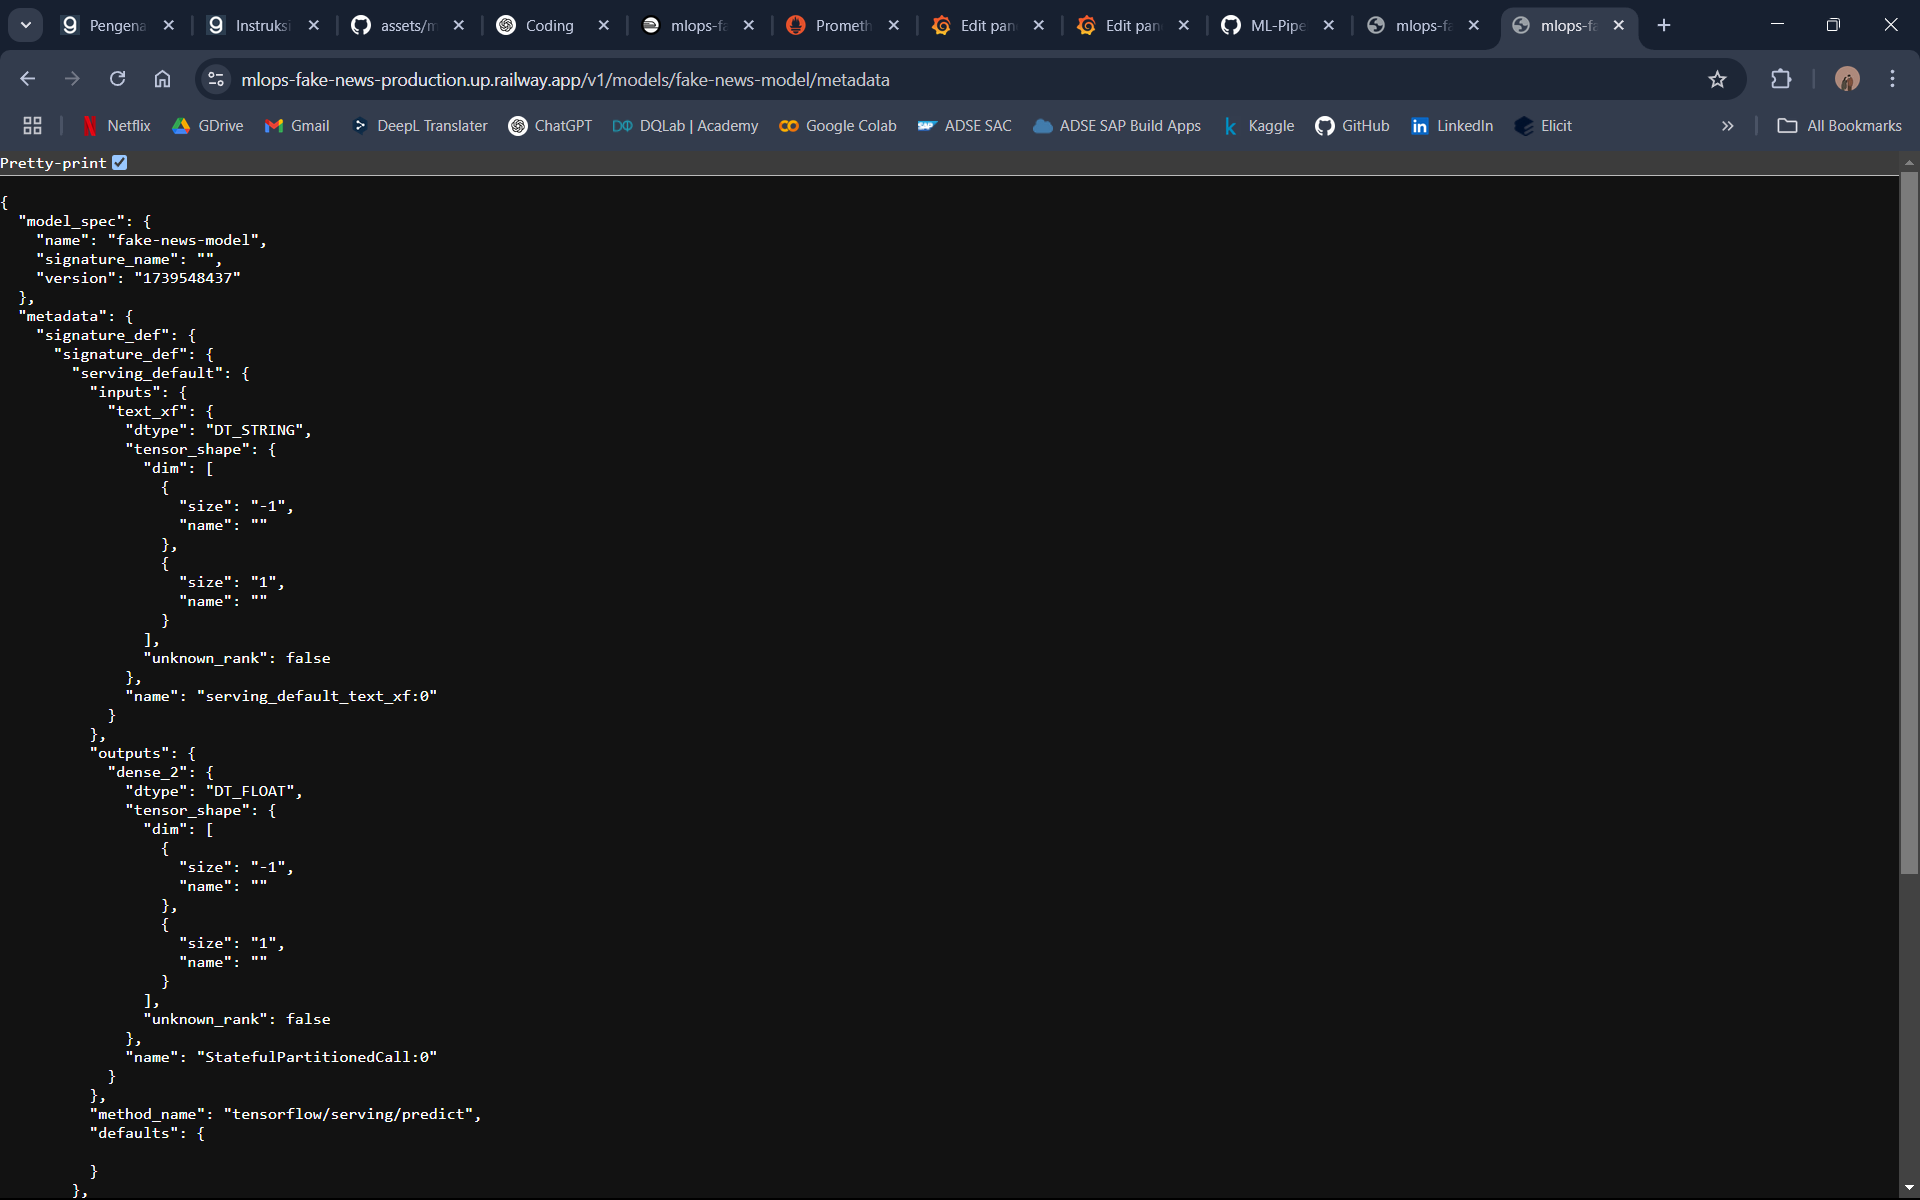 Pengena
Instruksi
assets/m
Coding
mlops-fa
Prometh
Edit pan
Edit pan
ML-Pipe
mlops-fa
mlops-fa
mlops-fake-news-production.up.railway.app/v1/models/fake-news-model/metadata
Netflix
GDrive
Gmail
DeepL Translater
ChatGPT
DQLab | Academy
Google Colab
ADSE SAC
ADSE SAP Build Apps
Kaggle
GitHub
LinkedIn
Elicit
All Bookmarks
Pretty-print
{
  "model_spec": {
    "name": "fake-news-model",
    "signature_name": "",
    "version": "1739548437"
  },
  "metadata": {
    "signature_def": {
      "signature_def": {
        "serving_default": {
          "inputs": {
            "text_xf": {
              "dtype": "DT_STRING",
              "tensor_shape": {
                "dim": [
                  {
                    "size": "-1",
                    "name": ""
                  },
                  {
                    "size": "1",
                    "name": ""
                  }
                ],
                "unknown_rank": false
              },
              "name": "serving_default_text_xf:0"
            }
          },
          "outputs": {
            "dense_2": {
              "dtype": "DT_FLOAT",
              "tensor_shape": {
                "dim": [
                  {
                    "size": "-1",
                    "name": ""
                  },
                  {
                    "size": "1",
                    "name": ""
                  }
                ],
                "unknown_rank": false
              },
              "name": "StatefulPartitionedCall:0"
            }
          },
          "method_name": "tensorflow/serving/predict",
          "defaults": {

          }
        },